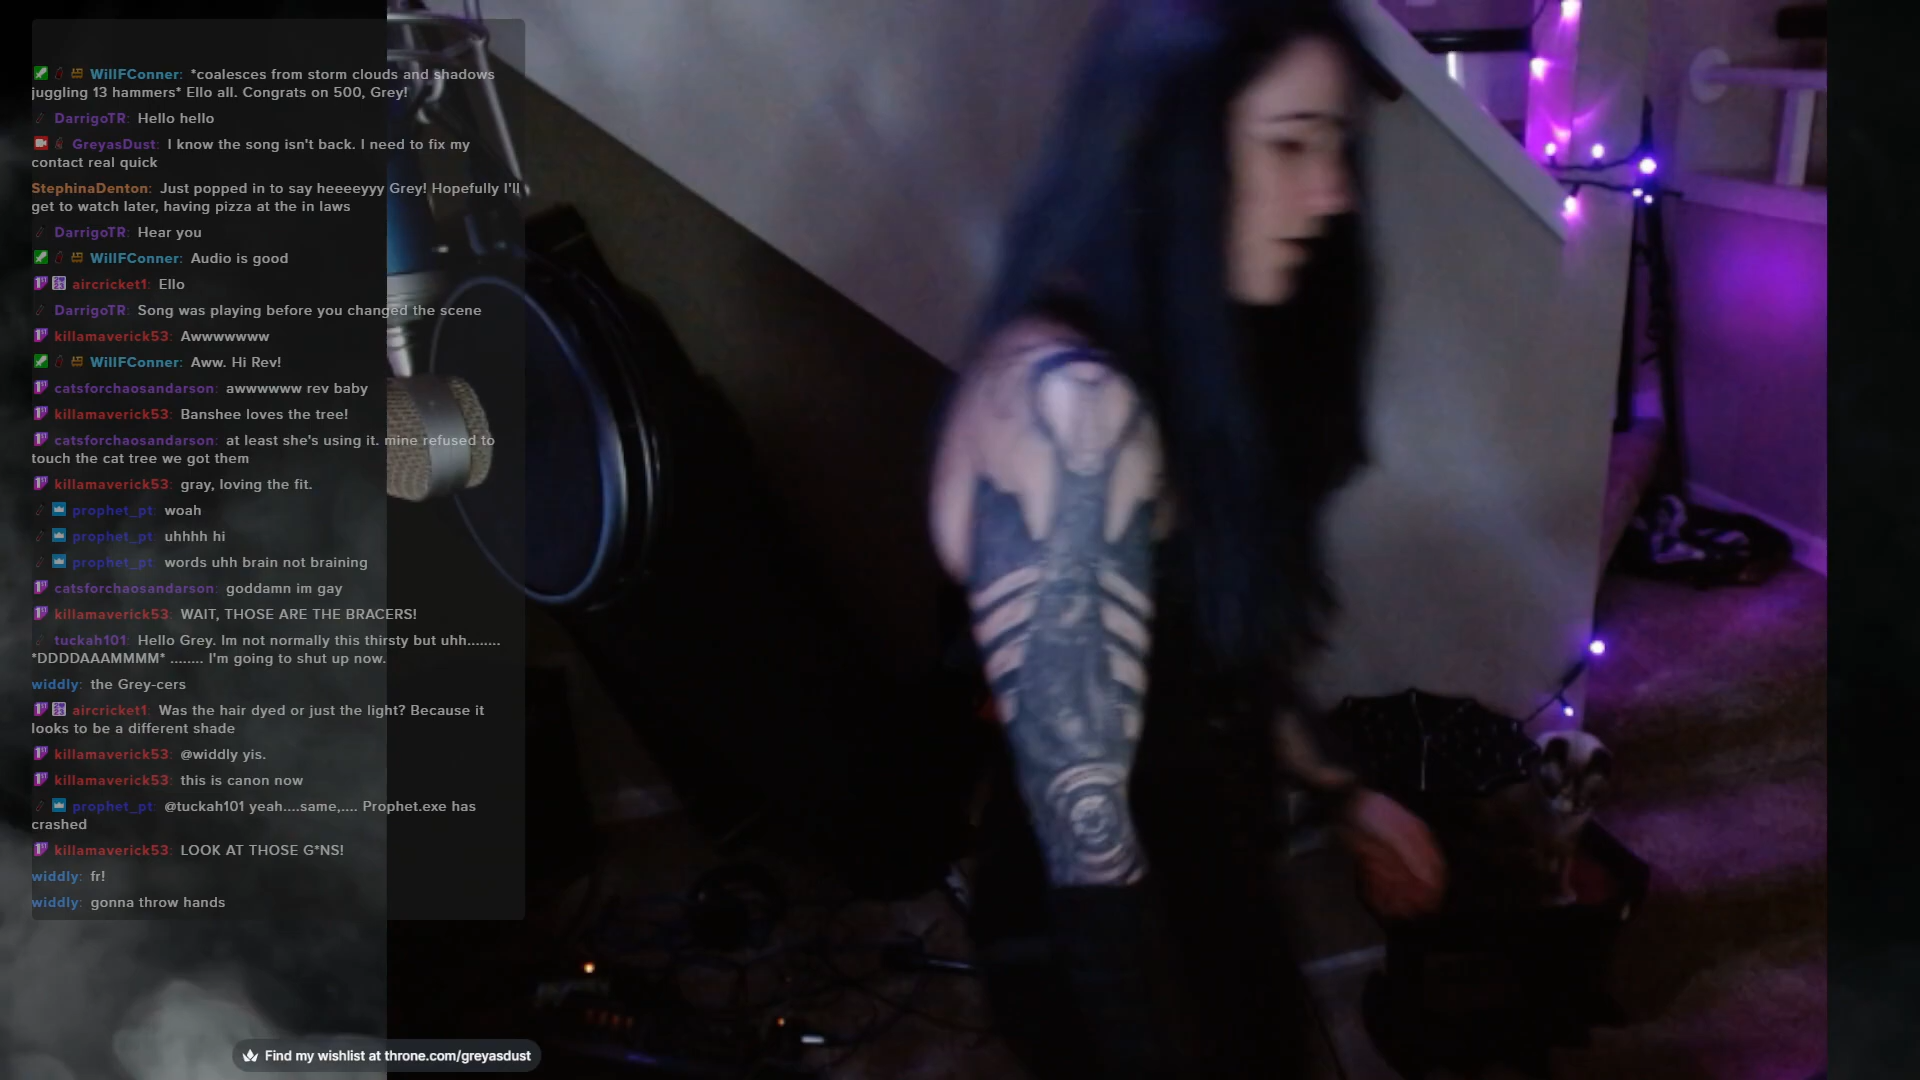 WillFConner: *coalesces from storm clouds and shadows
juggling 13 hammers* Ello all. Congrats on 500, Grey!
DarrigoTR: Hello hello
GreyasDust: I know the song isn't back. I need to fix my
contact real quick
StephinaDenton: Just popped in to say heeeeyyy Grey! Hopefully I'll
get to watch later, having pizza at the in laws
DarrigoTR: Hear you
WillFConner: Audio is good
aircricket1: Ello
DarrigoTR: Song was playing before you changed the scene
killamaverick53: Awwwwwww
WillFConner: Aww. Hi Rev!
catsforchaosandarson: awwwwww rev baby
killamaverick53: Banshee loves the tree!
catsforchaosandarson: at least she's using it. mine refused to
touch the cat tree we got them
killamaverick53: gray, loving the fit.
prophet_pt: woah
prophet_pt: uhhhh hi
prophet_pt: words uhh brain not braining
catsforchaosandarson: goddamn im gay
killamaverick53: WAIT, THOSE ARE THE BRACERS!
tuckah101: Hello Grey. Im not normally this thirsty but uhh........
*DDDDAAAMMMM* ........ I'm going to shut up now.
widdly: the Grey-cers
aircricket1: Was the hair dyed or just the light? Because it
looks to be a different shade
killamaverick53: @widdly yis.
killamaverick53: this is canon now
prophet_pt: @tuckah101 yeah....same,.... Prophet.exe has
crashed
killamaverick53: LOOK AT THOSE G*NS!
widdly: fr!
widdly: gonna throw hands
Find my wishlist at throne.com/greyasdust